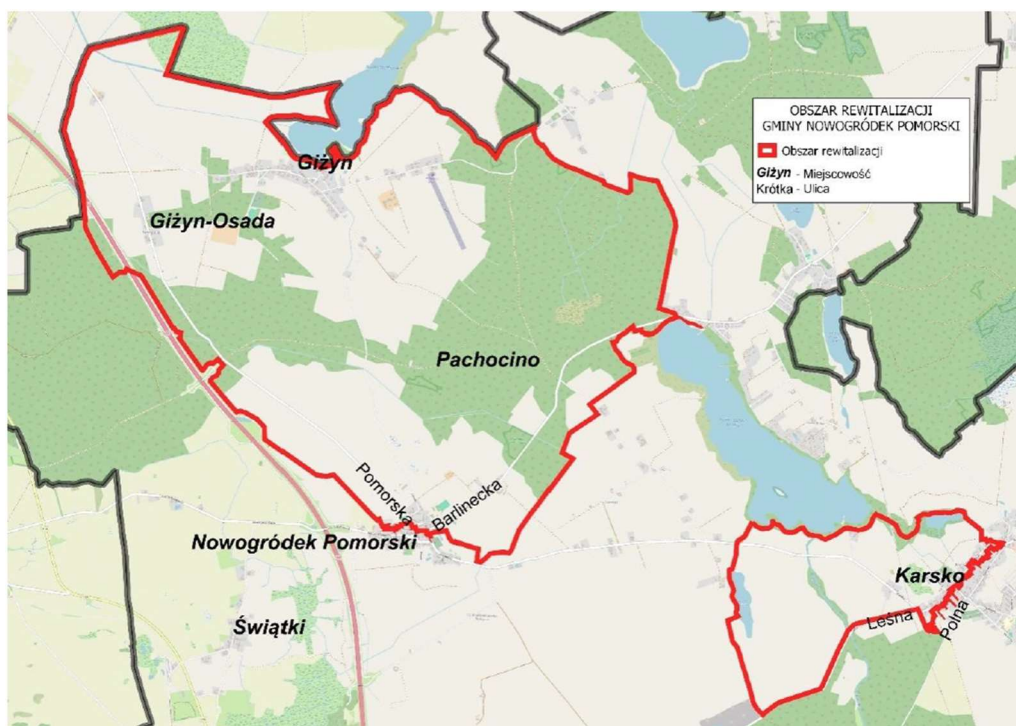 OBSZAR REWITALIZACJI
GMINY NOWOGRÓDEK POMORSKI
Obszar rewitalizacji
Giżyn - Miejscowość
Krótka - Ulica
Giżyn
Giżyn-Osada
Pachocino
Pomorska
Barlinecka
Nowogródek Pomorski
Karsko
Leśna
Polna
Świątki